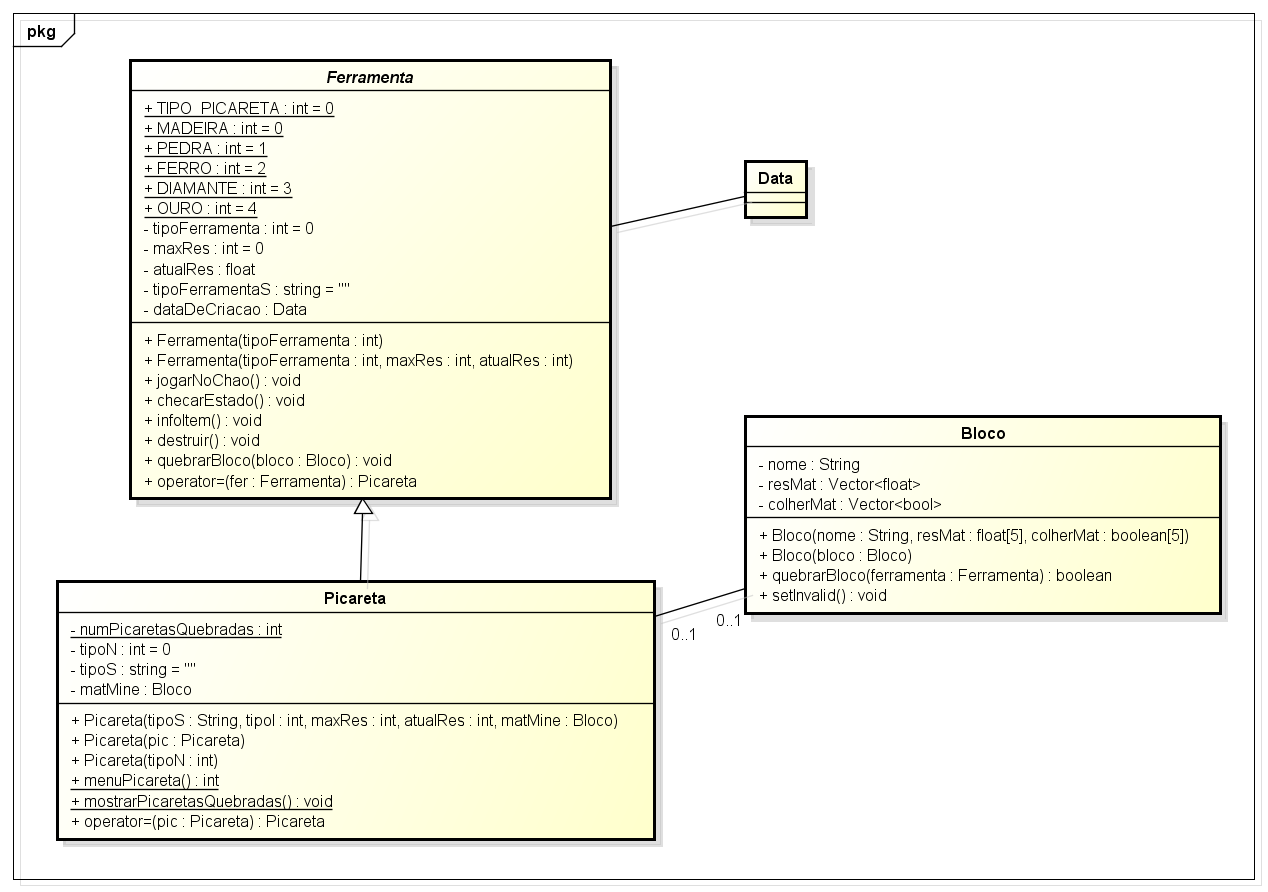 pkg
Ferramenta
+ TIPO_PICARETA : int = 0
+ MADEIRA : int = 0
+ PEDRA : int = 1
+ FERRO : int = 2
+ DIAMANTE : int = 3
+ OURO : int = 4
- tipoFerramenta : int = 0
- maxRes : int = 0
- atualRes : float
- tipoFerramentaS : string = ""
- dataDeCriacao : Data
+ Ferramenta(tipoFerramenta : int)
+ Ferramenta(tipoFerramenta : int, maxRes : int, atualRes : int)
+ jogarNoChao() : void
+ checarEstado() : void
+ infoItem() : void
+ destruir() : void
+ quebrarBloco(bloco : Bloco) : void
+ operator=(fer : Ferramenta) : Picareta
Data
Bloco
- nome : String
- resMat : Vector<float>
- colherMat : Vector<bool>
+ Bloco(nome : String, resMat : float[5], colherMat : boolean[5])
+ Bloco(bloco : Bloco)
+ quebrarBloco(ferramenta : Ferramenta) : boolean
+ setInvalid() : void
0..1
0..1
Picareta
- numPicaretasQuebradas : int
- tipoN : int = 0
- tipoS : string = ""
- matMine : Bloco
+ Picareta(tipoS : String, tipoI : int, maxRes : int, atualRes : int, matMine : Bloco)
+ Picareta(pic : Picareta)
+ Picareta(tipoN : int)
+ menuPicareta() : int
+ mostrarPicaretasQuebradas() : void
+ operator=(pic : Picareta) : Picareta